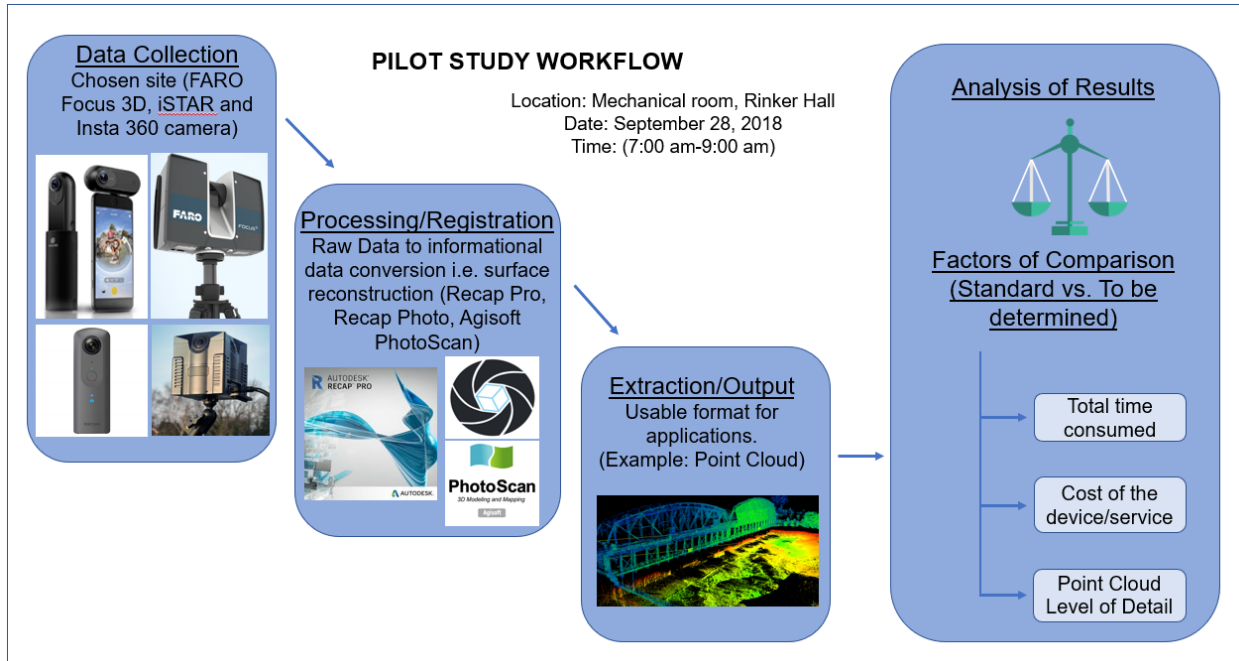 PILOT STUDY WORKFLOW
Location: Mechanical room, Rinker Hall
Date: September 28, 2018
Time: (7:00 am-9:00 am)
Data Collection
Chosen site (FARO
Focus 3D, iSTAR and
Insta 360 camera)
FARO
FOCUS
Processing/Registration
Raw Data to informational
data conversion i.e. surface
reconstruction (Recap Pro,
Recap Photo, Agisoft
PhotoScan)
R AUTODESK®
RECAP® PRO
AUTODESK.
PhotoScan
3D Modeling and Mapping
Agisoft
Extraction/Output
Usable format for
applications.
(Example: Point Cloud)
Analysis of Results
Factors of Comparison
(Standard vs. To be
determined)
Total time
consumed
Cost of the
device/service
Point Cloud
Level of Detail